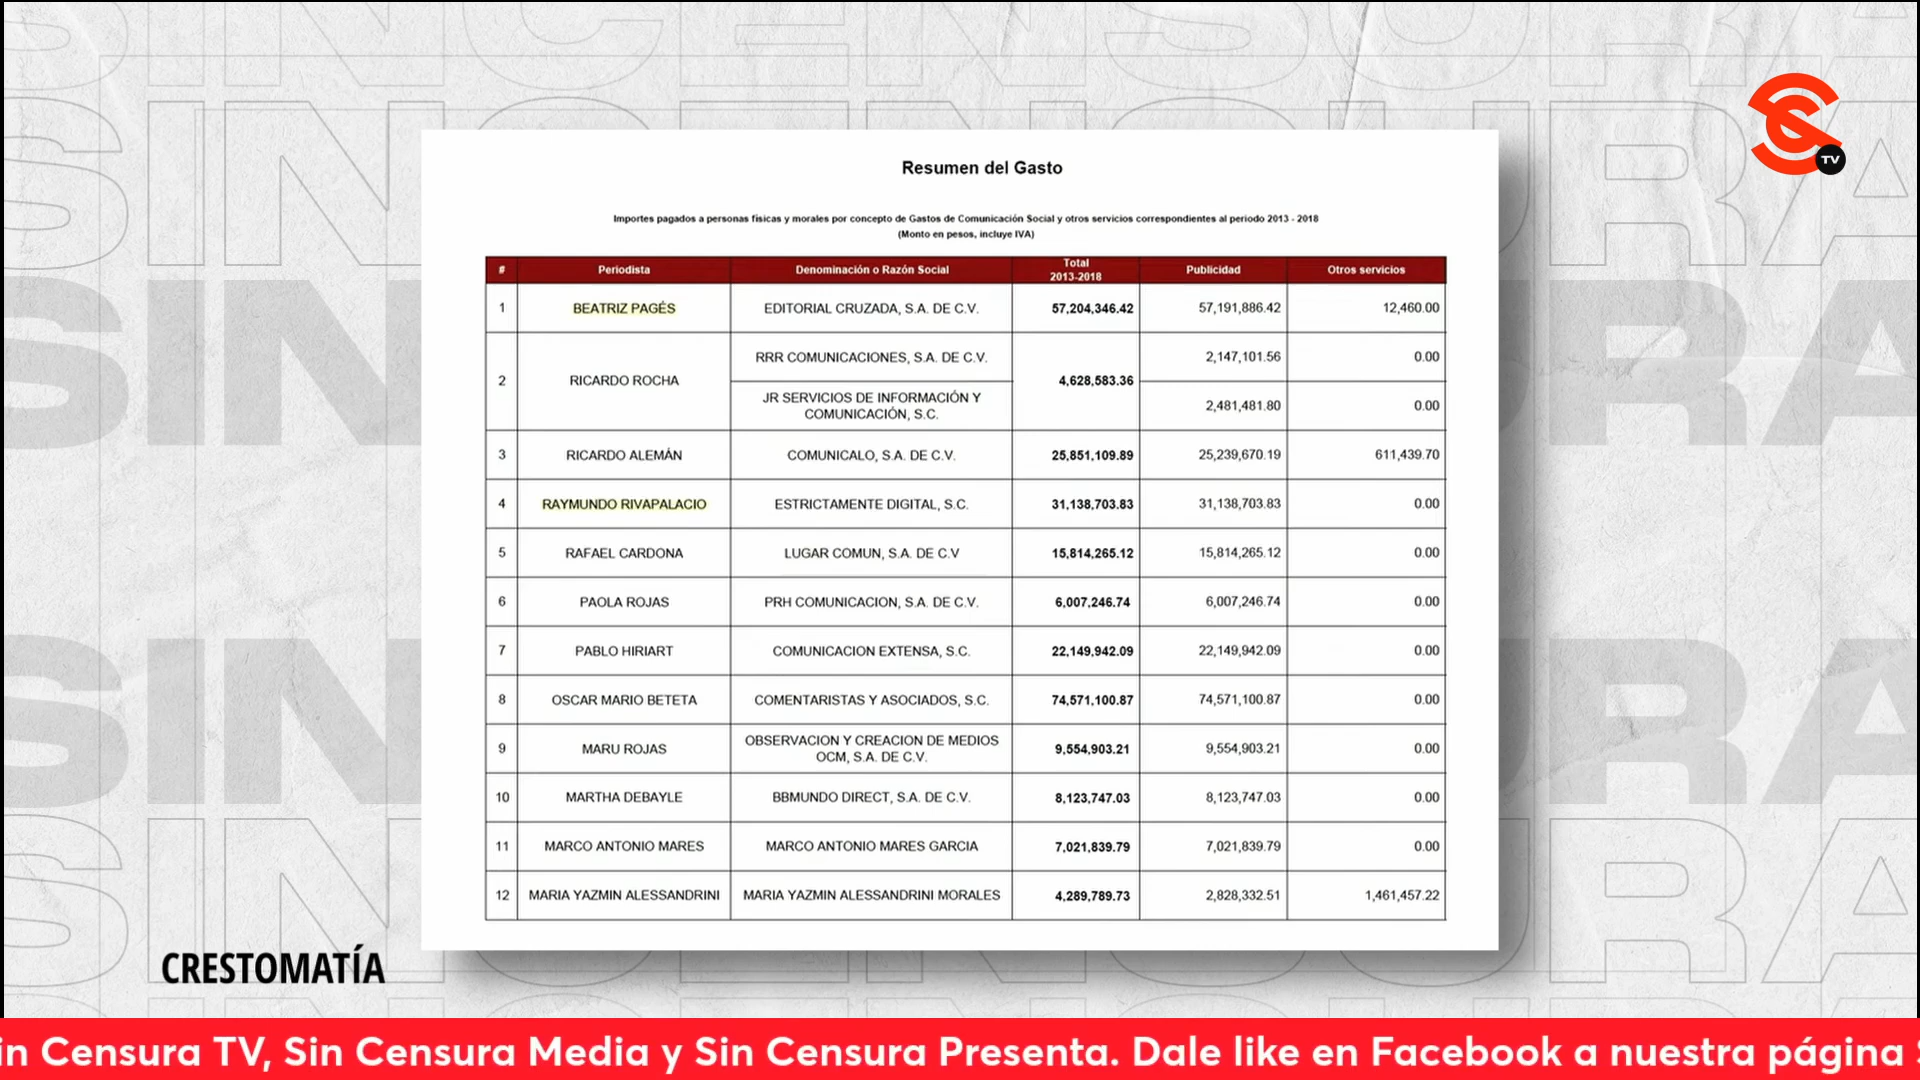 SINCENSURA
SINCENSURA
TV
SIN
RA
SIN
RA
SIN
RA
Resumen del Gasto
Importes pagados a personas físicas y morales por concepto de Gastos de Comunicación Social y otros servicios correspondientes al periodo 2013 - 2018
(Monto en pesos, incluye IVA)
# Periodista Denominación o Razón Social Total 2013-2018 Publicidad Otros servicios
1 BEATRIZ PAGÉS EDITORIAL CRUZADA, S.A. DE C.V. 57,204,346.42 57,191,886.42 12,460.00
2 RICARDO ROCHA RRR COMUNICACIONES, S.A. DE C.V. 4,628,583.36 2,147,101.56 0.00
JR SERVICIOS DE INFORMACIÓN Y COMUNICACIÓN, S.C. 2,481,481.80 0.00
3 RICARDO ALEMÁN COMUNICALO, S.A. DE C.V. 25,851,109.89 25,239,670.19 611,439.70
4 RAYMUNDO RIVAPALACIO ESTRICTAMENTE DIGITAL, S.C. 31,138,703.83 31,138,703.83 0.00
5 RAFAEL CARDONA LUGAR COMUN, S.A. DE C.V 15,814,265.12 15,814,265.12 0.00
6 PAOLA ROJAS PRH COMUNICACION, S.A. DE C.V. 6,007,246.74 6,007,246.74 0.00
7 PABLO HIRIART COMUNICACION EXTENSA, S.C. 22,149,942.09 22,149,942.09 0.00
8 OSCAR MARIO BETETA COMENTARISTAS Y ASOCIADOS, S.C. 74,571,100.87 74,571,100.87 0.00
9 MARU ROJAS OBSERVACION Y CREACION DE MEDIOS OCM, S.A. DE C.V. 9,554,903.21 9,554,903.21 0.00
10 MARTHA DEBAYLE BBMUNDO DIRECT, S.A. DE C.V. 8,123,747.03 8,123,747.03 0.00
11 MARCO ANTONIO MARES MARCO ANTONIO MARES GARCIA 7,021,839.79 7,021,839.79 0.00
12 MARIA YAZMIN ALESSANDRINI MARIA YAZMIN ALESSANDRINI MORALES 4,289,789.73 2,828,332.51 1,461,457.22
CRESTOMATÍA
in Censura TV, Sin Censura Media y Sin Censura Presenta. Dale like en Facebook a nuestra página